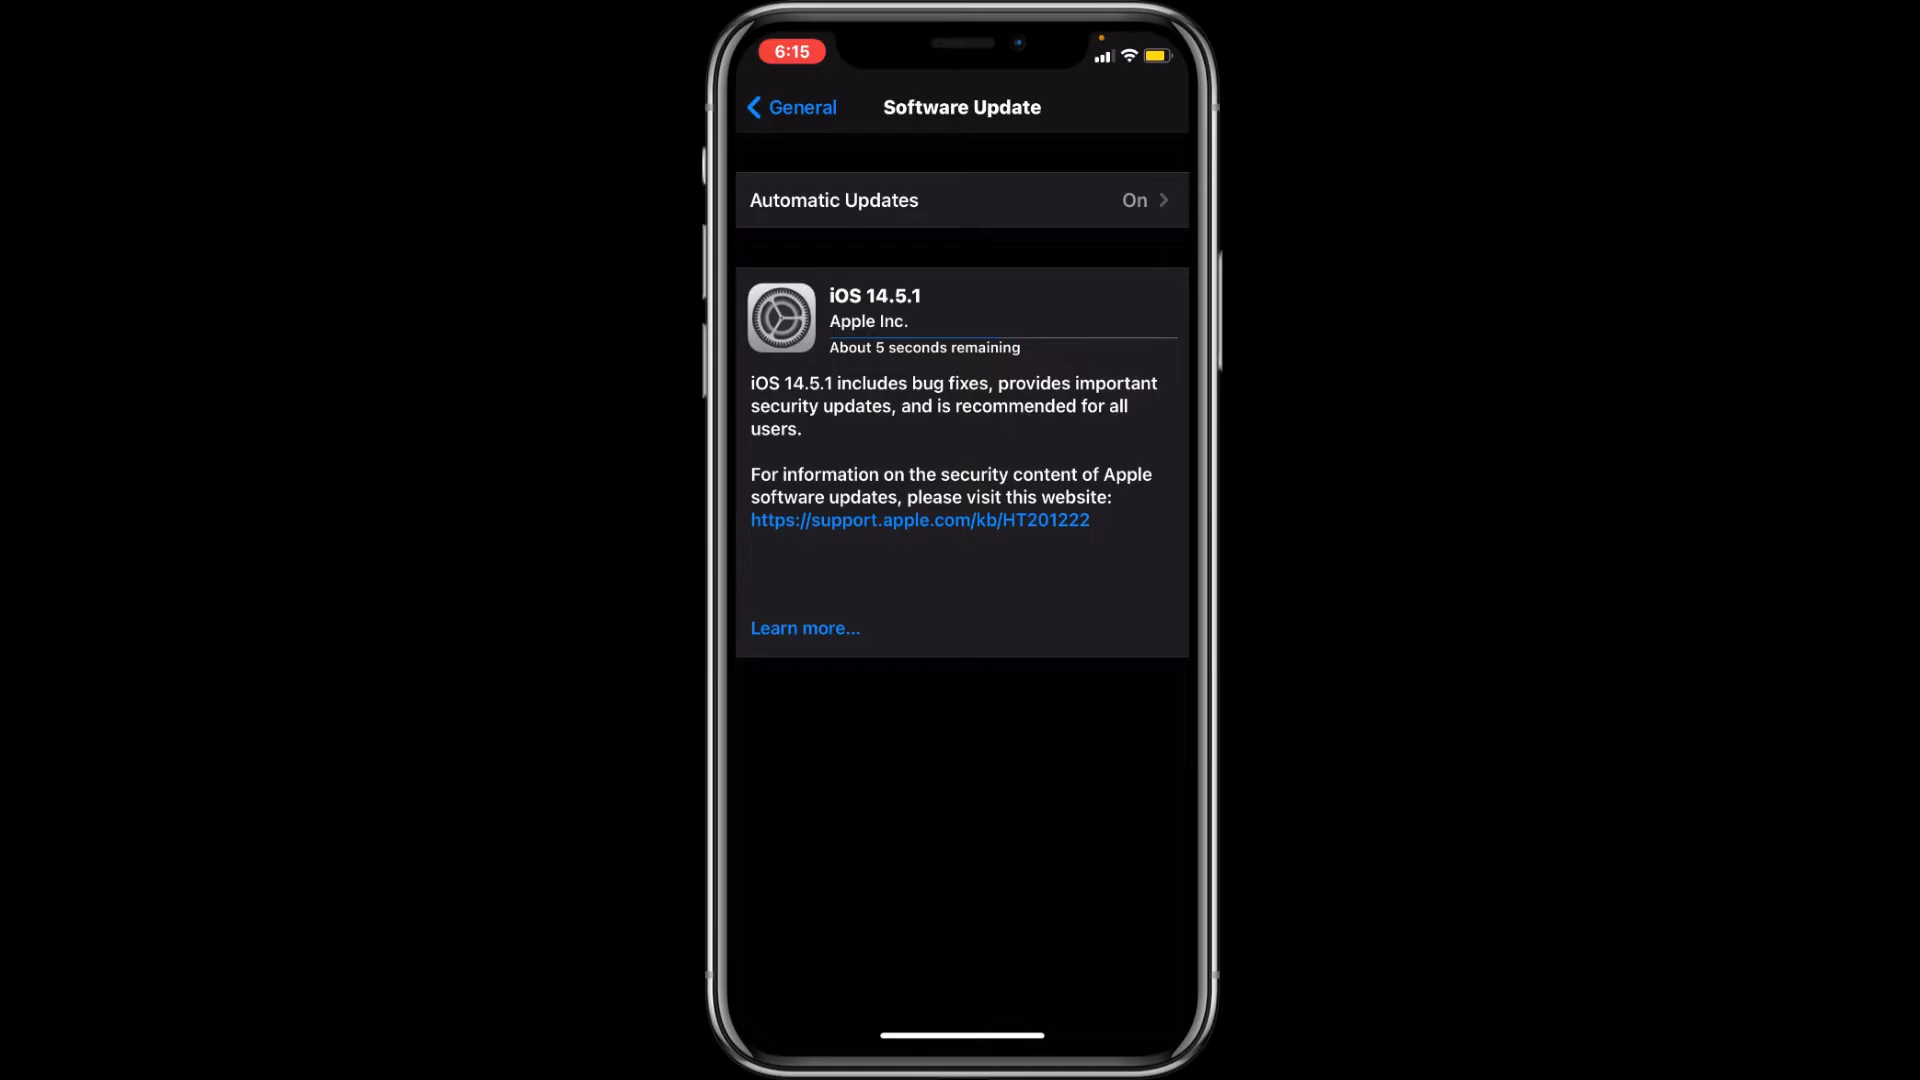 6:15
General
Software Update
Automatic Updates
On
iOS 14.5.1
Apple Inc.
About 5 seconds remaining
iOS 14.5.1 includes bug fixes, provides important
security updates, and is recommended for all
users.
For information on the security content of Apple
software updates, please visit this website:
https://support.apple.com/kb/HT201222
Learn more...